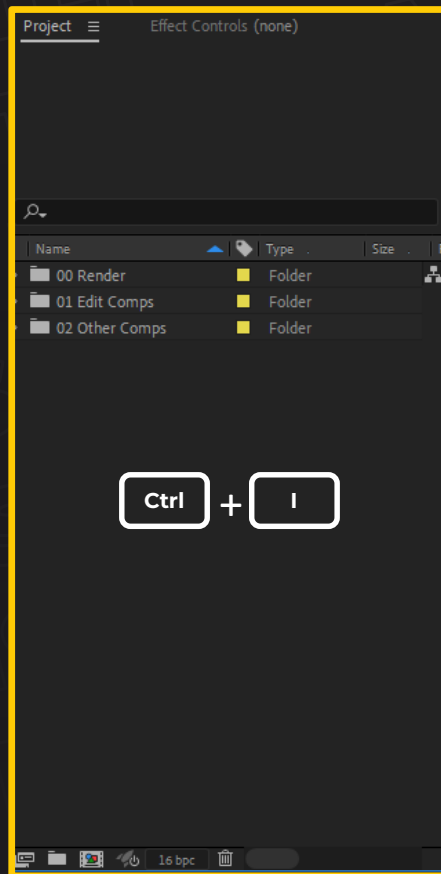 Project Effect Controls (none)
Name Type Size
00 Render Folder
01 Edit Comps Folder
02 Other Comps Folder
Ctrl + I
16 bpc